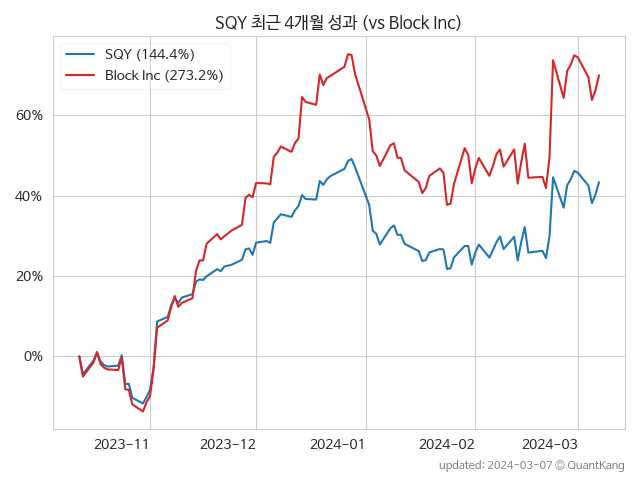 SQY 최근 4개월 성과 (vs Block Inc)
SQY (144.4%)
Block Inc (273.2%)
60%
40%
20%
0%
2023-11
2023-12
2024-01
2024-02
2024-03
updated: 2024-03-07 © QuantKang